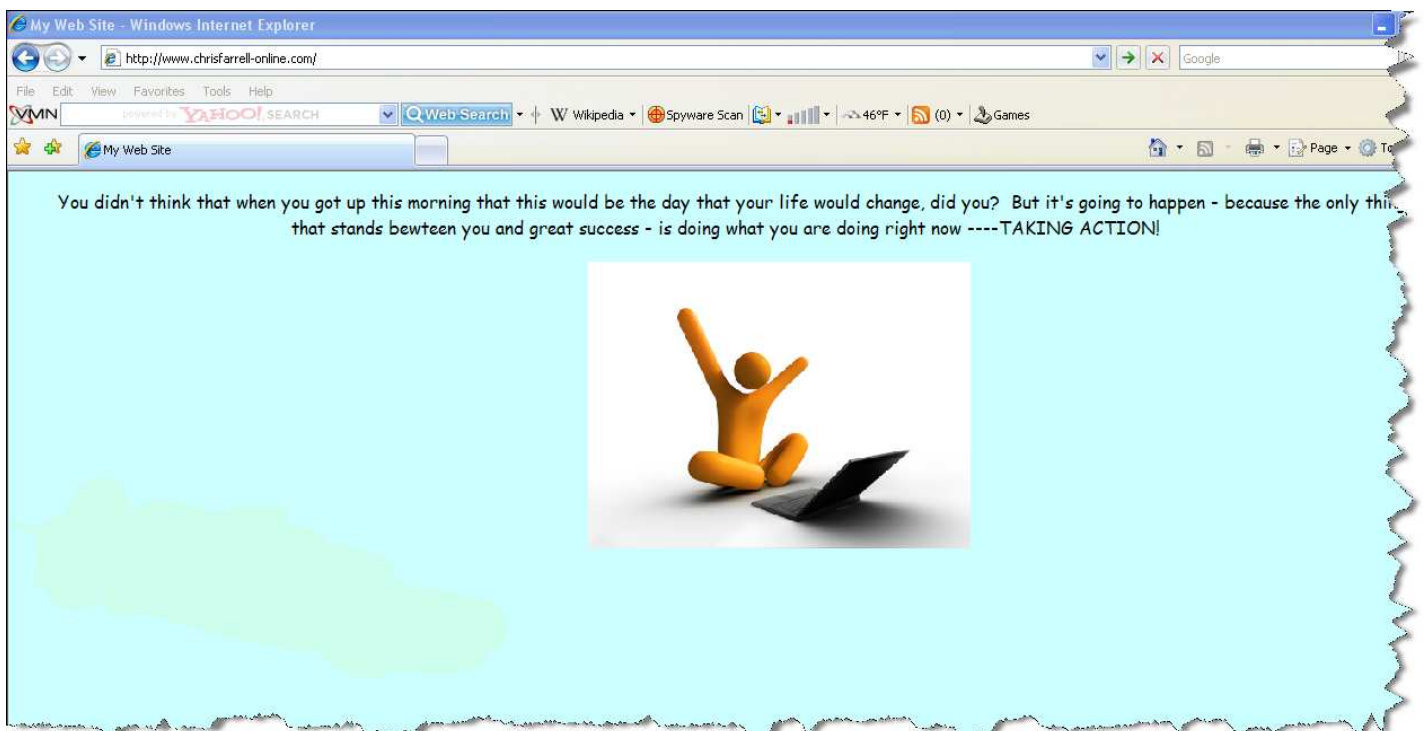 My Web Site - Windows Internet Explorer
http://www.chrisfarrell-online.com/
Google
File Edit View Favorites Tools Help
VMN powered by YAHOO! SEARCH Web Search W Wikipedia Spyware Scan 46°F (0) Games
My Web Site
Page
You didn't think that when you got up this morning that this would be the day that your life would change, did you? But it's going to happen - because the only
that stands bewteen you and great success - is doing what you are doing right now ----TAKING ACTION!